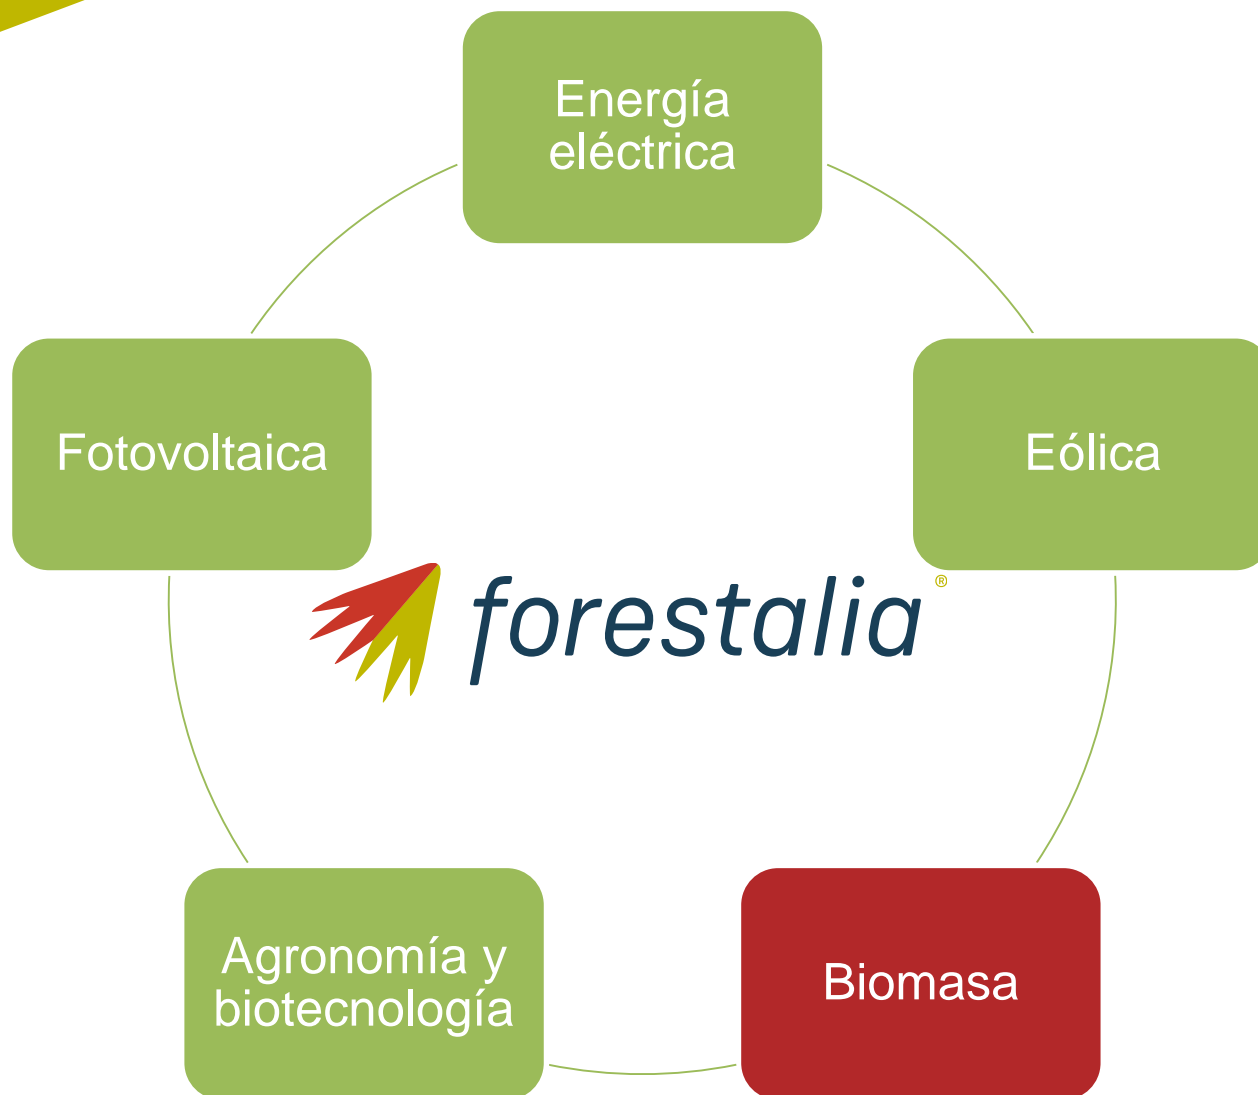 Energía
eléctrica
Fotovoltaica
Eólica
forestalia®
Agronomía y
biotecnología
Biomasa